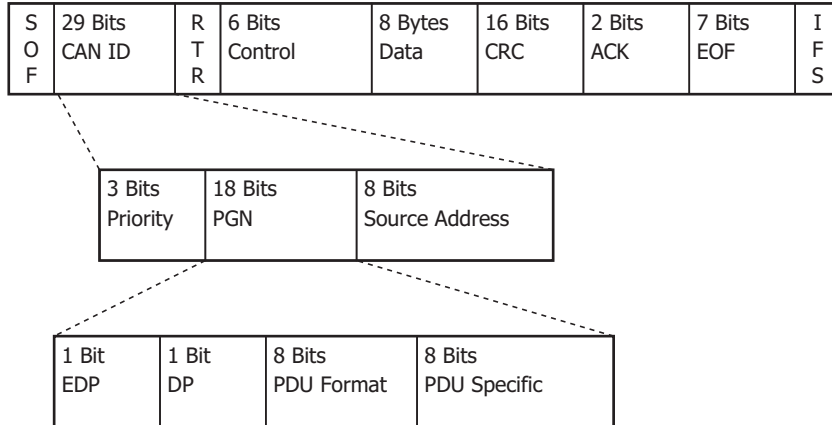 S O F
29 Bits
CAN ID
R T R
6 Bits
Control
8 Bytes
Data
16 Bits
CRC
2 Bits
ACK
7 Bits
EOF
I F S
3 Bits
Priority
18 Bits
PGN
8 Bits
Source Address
1 Bit
EDP
1 Bit
DP
8 Bits
PDU Format
8 Bits
PDU Specific